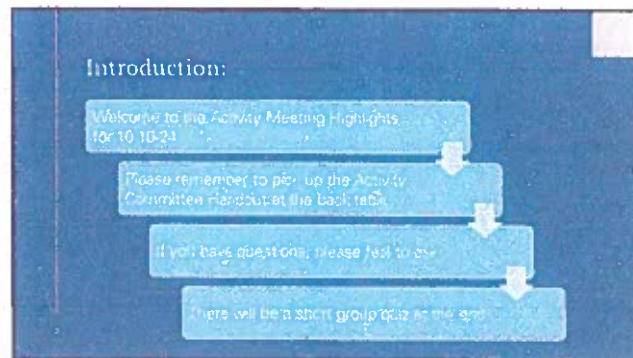 Introduction:
Welcome to the Activity Meeting Highlights
for 10-10-24
Please remember to pick up the Activity
Committee Handout at the back table
If you have questions, please feel to ask
There will be a short group quiz at the end